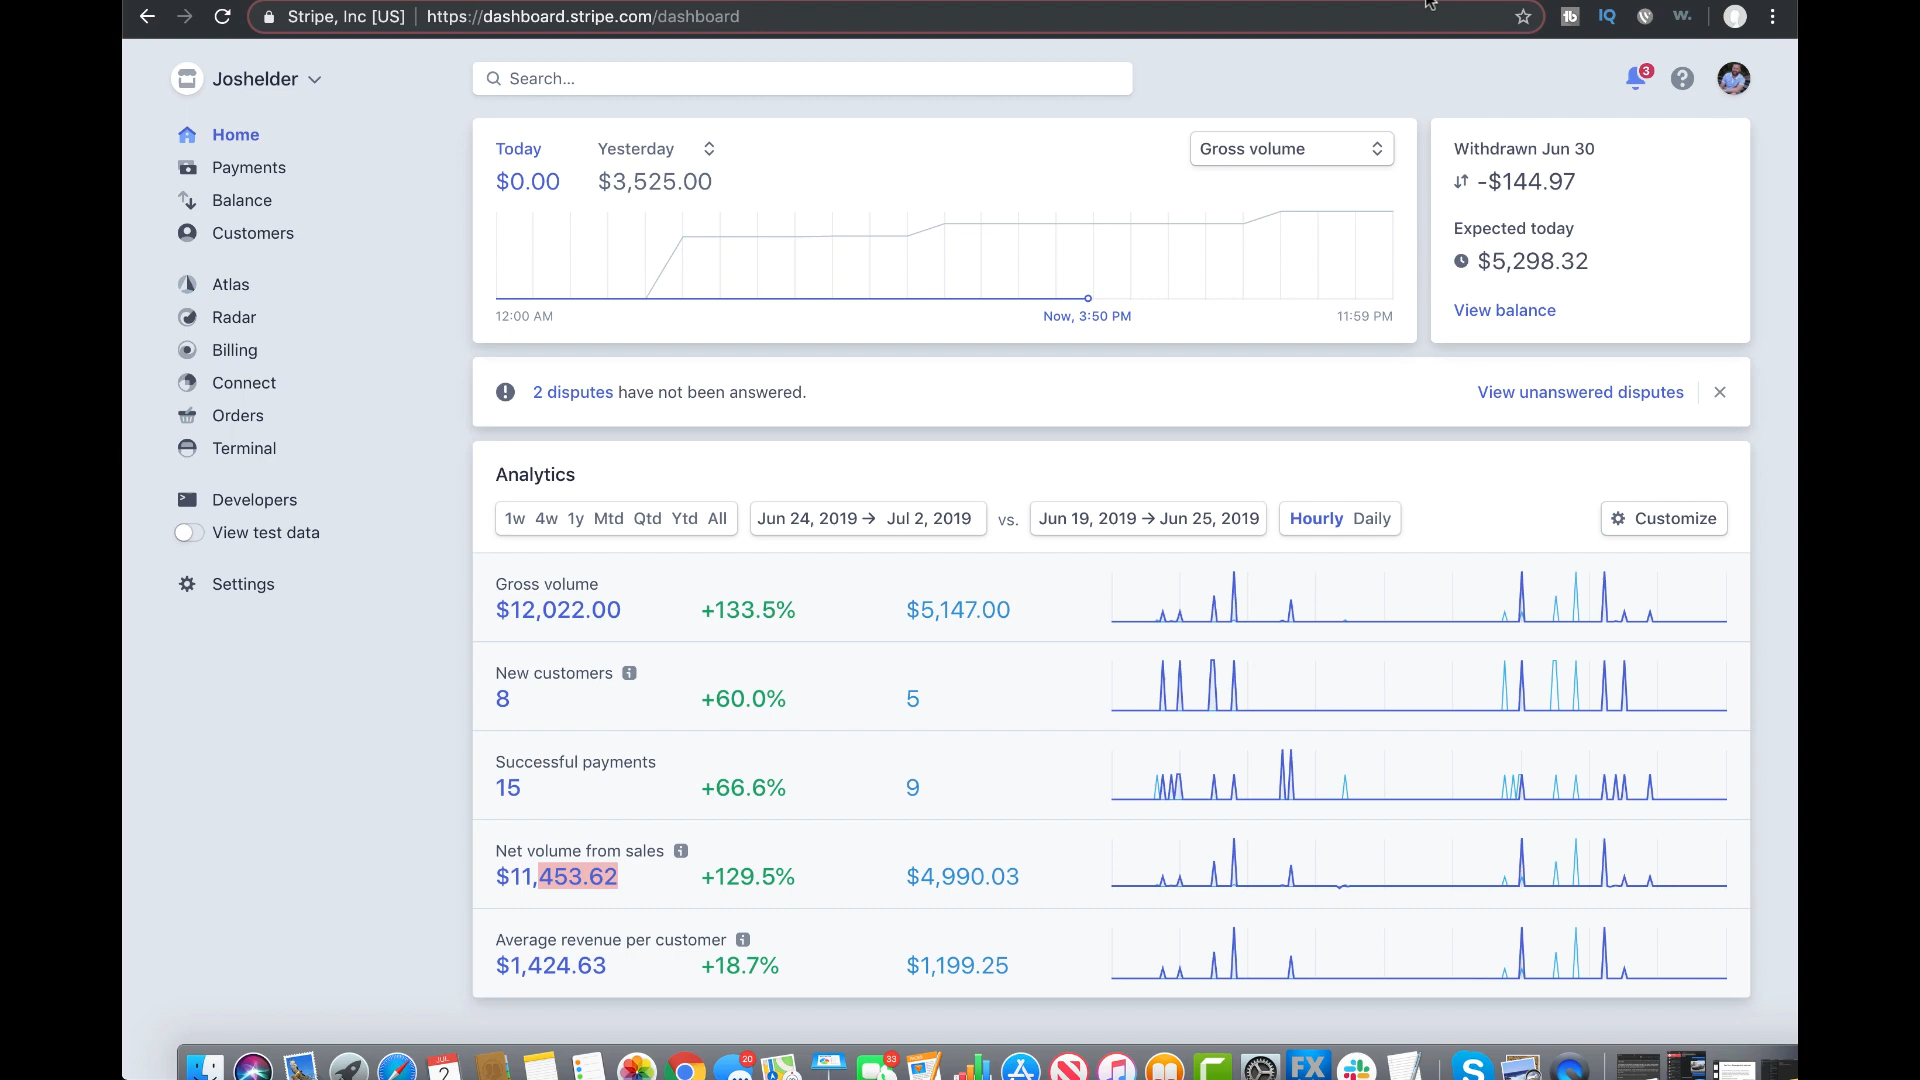 Stripe, Inc [US] | https://dashboard.stripe.com/dashboard
Joshelder
Search...
3
Home
Payments
Balance
Customers
Atlas
Radar
Billing
Connect
Orders
Terminal
Developers
View test data
Settings
Today
$0.00
Yesterday
$3,525.00
Gross volume
12:00 AM
Now, 3:50 PM
11:59 PM
Withdrawn Jun 30
-$144.97
Expected today
$5,298.32
View balance
2 disputes have not been answered.
View unanswered disputes
Analytics
1w 4w 1y Mtd Qtd Ytd All
Jun 24, 2019 → Jul 2, 2019
vs.
Jun 19, 2019 → Jun 25, 2019
Hourly Daily
Customize
Gross volume
$12,022.00 +133.5% $5,147.00
New customers
8 +60.0% 5
Successful payments
15 +66.6% 9
Net volume from sales
$11,453.62 +129.5% $4,990.03
Average revenue per customer
$1,424.63 +18.7% $1,199.25
JUL
2
20
33
FX